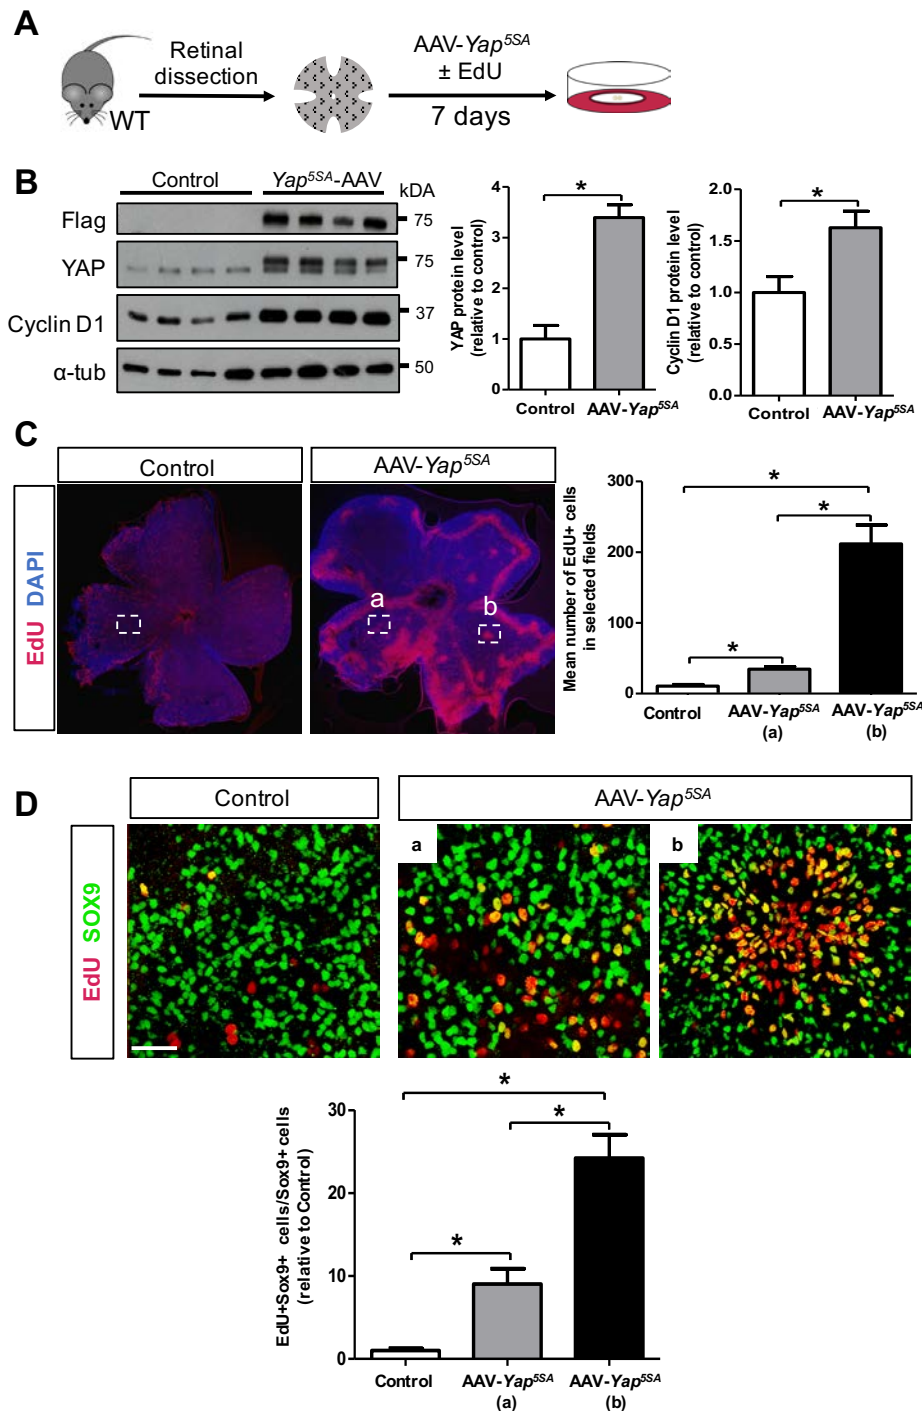 A
WT
Retinal
dissection
AAV-Yap5SA
± EdU
7 days
B
Control
Yap5SA-AAV
kDA
Flag
75
YAP
75
Cyclin D1
37
α-tub
50
YAP protein level
(relative to control)
4
3
2
1
0
*
Control
AAV-Yap5SA
Cyclin D1 protein level
(relative to control)
2.0
1.5
1.0
0.5
0.0
*
Control
AAV-Yap5SA
C
EdU DAPI
Control
AAV-Yap5SA
a
b
Mean number of EdU+ cells
in selected fields
300
200
100
0
*
*
*
Control
AAV-Yap5SA
(a)
AAV-Yap5SA
(b)
D
EdU SOX9
Control
AAV-Yap5SA
a
b
EdU+Sox9+ cells/Sox9+ cells
(relative to Control)
30
20
10
0
*
*
*
Control
AAV-Yap5SA
(a)
AAV-Yap5SA
(b)